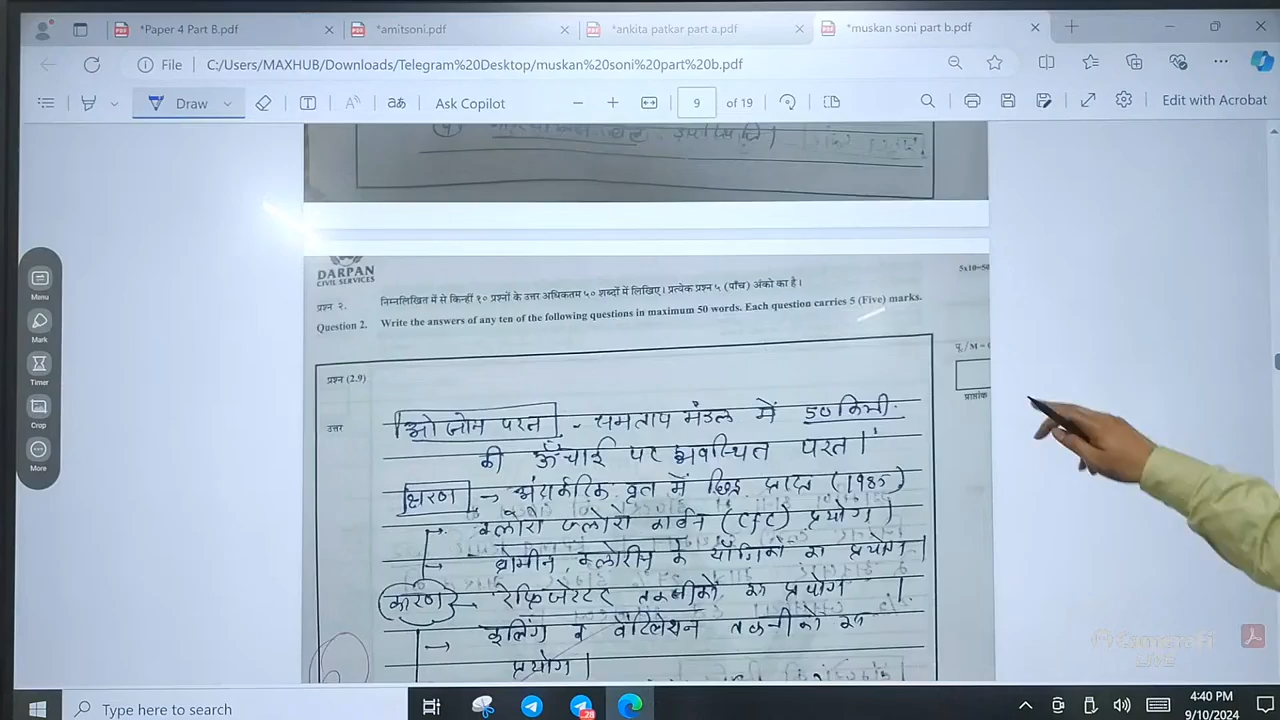 *Paper 4 Part B.pdf
*amitsoni.pdf
*ankita patkar part a.pdf
*muskan soni part b.pdf
File C:/Users/MAXHUB/Downloads/Telegram%20Desktop/muskan%20soni%20part%20b.pdf
Draw Ask Copilot 9 of 19 Edit with Acrobat
DARPAN
CIVIL SERVICES
5x10=50
प्रश्न २. निम्नलिखित में से किन्हीं १० प्रश्नों के उत्तर अधिकतम ५० शब्दों में लिखिए। प्रत्येक प्रश्न ५ (पाँच) अंको का है।
Question 2. Write the answers of any ten of the following questions in maximum 50 words. Each question carries 5 (Five) marks.
पू./M =
प्रश्न (2.9)
प्राप्तांक
उत्तर
ओजोन परत - समताप मंडल में 50 किमी.
की ऊँचाई पर अवस्थित परत।
क्षरण → अंटार्कटिक वृत में छिद्र प्राप्त (1985)
क्लोरो फ्लोरो कार्बन (CFC) प्रयोग।
ब्रोमीन, क्लोरीन के यौगिकों का प्रयोग।
कारण रेफ्रिजरेटर तकनीकों का प्रयोग।
→ कूलिंग व वेंटिलेशन तकनीकों का
प्रयोग।
Menu
Mark
Timer
Crop
More
CameraFi
LIVE
Type here to search
28
4:40 PM
9/10/2024